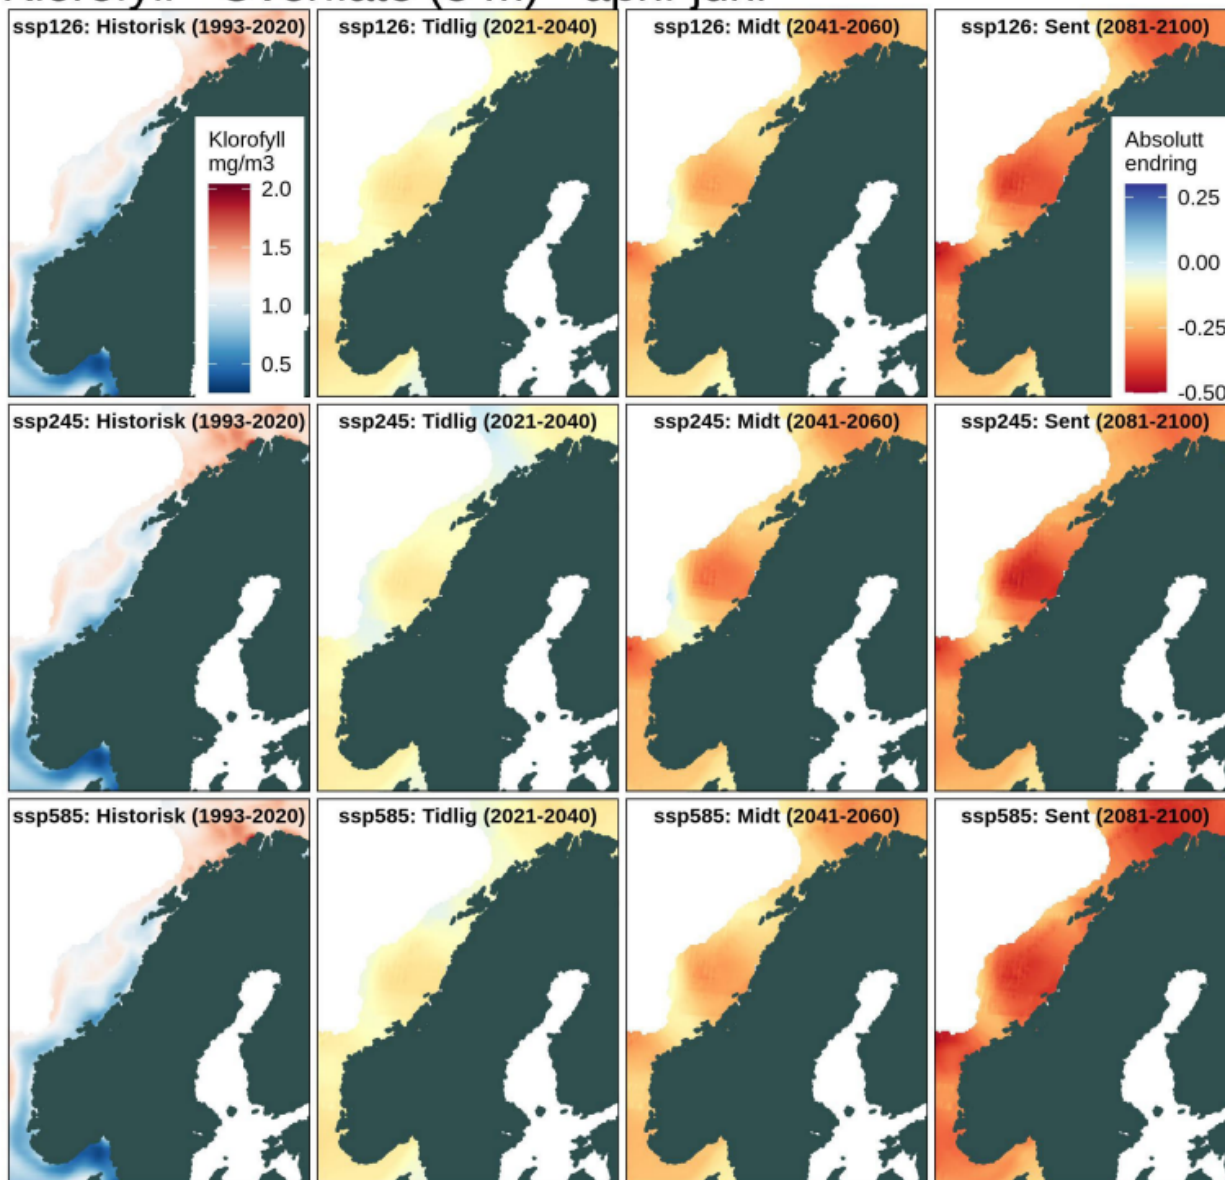 ssp126: Historisk (1993-2020) ssp126: Tidlig (2021-2040) ssp126: Midt (2041-2060) ssp126: Sent (2081-2100)
Klorofyll
mg/m3
2.0
1.5
1.0
0.5
Absolutt
endring
0.25
0.00
-0.25
-0.50
ssp245: Historisk (1993-2020) ssp245: Tidlig (2021-2040) ssp245: Midt (2041-2060) ssp245: Sent (2081-2100)
ssp585: Historisk (1993-2020) ssp585: Tidlig (2021-2040) ssp585: Midt (2041-2060) ssp585: Sent (2081-2100)